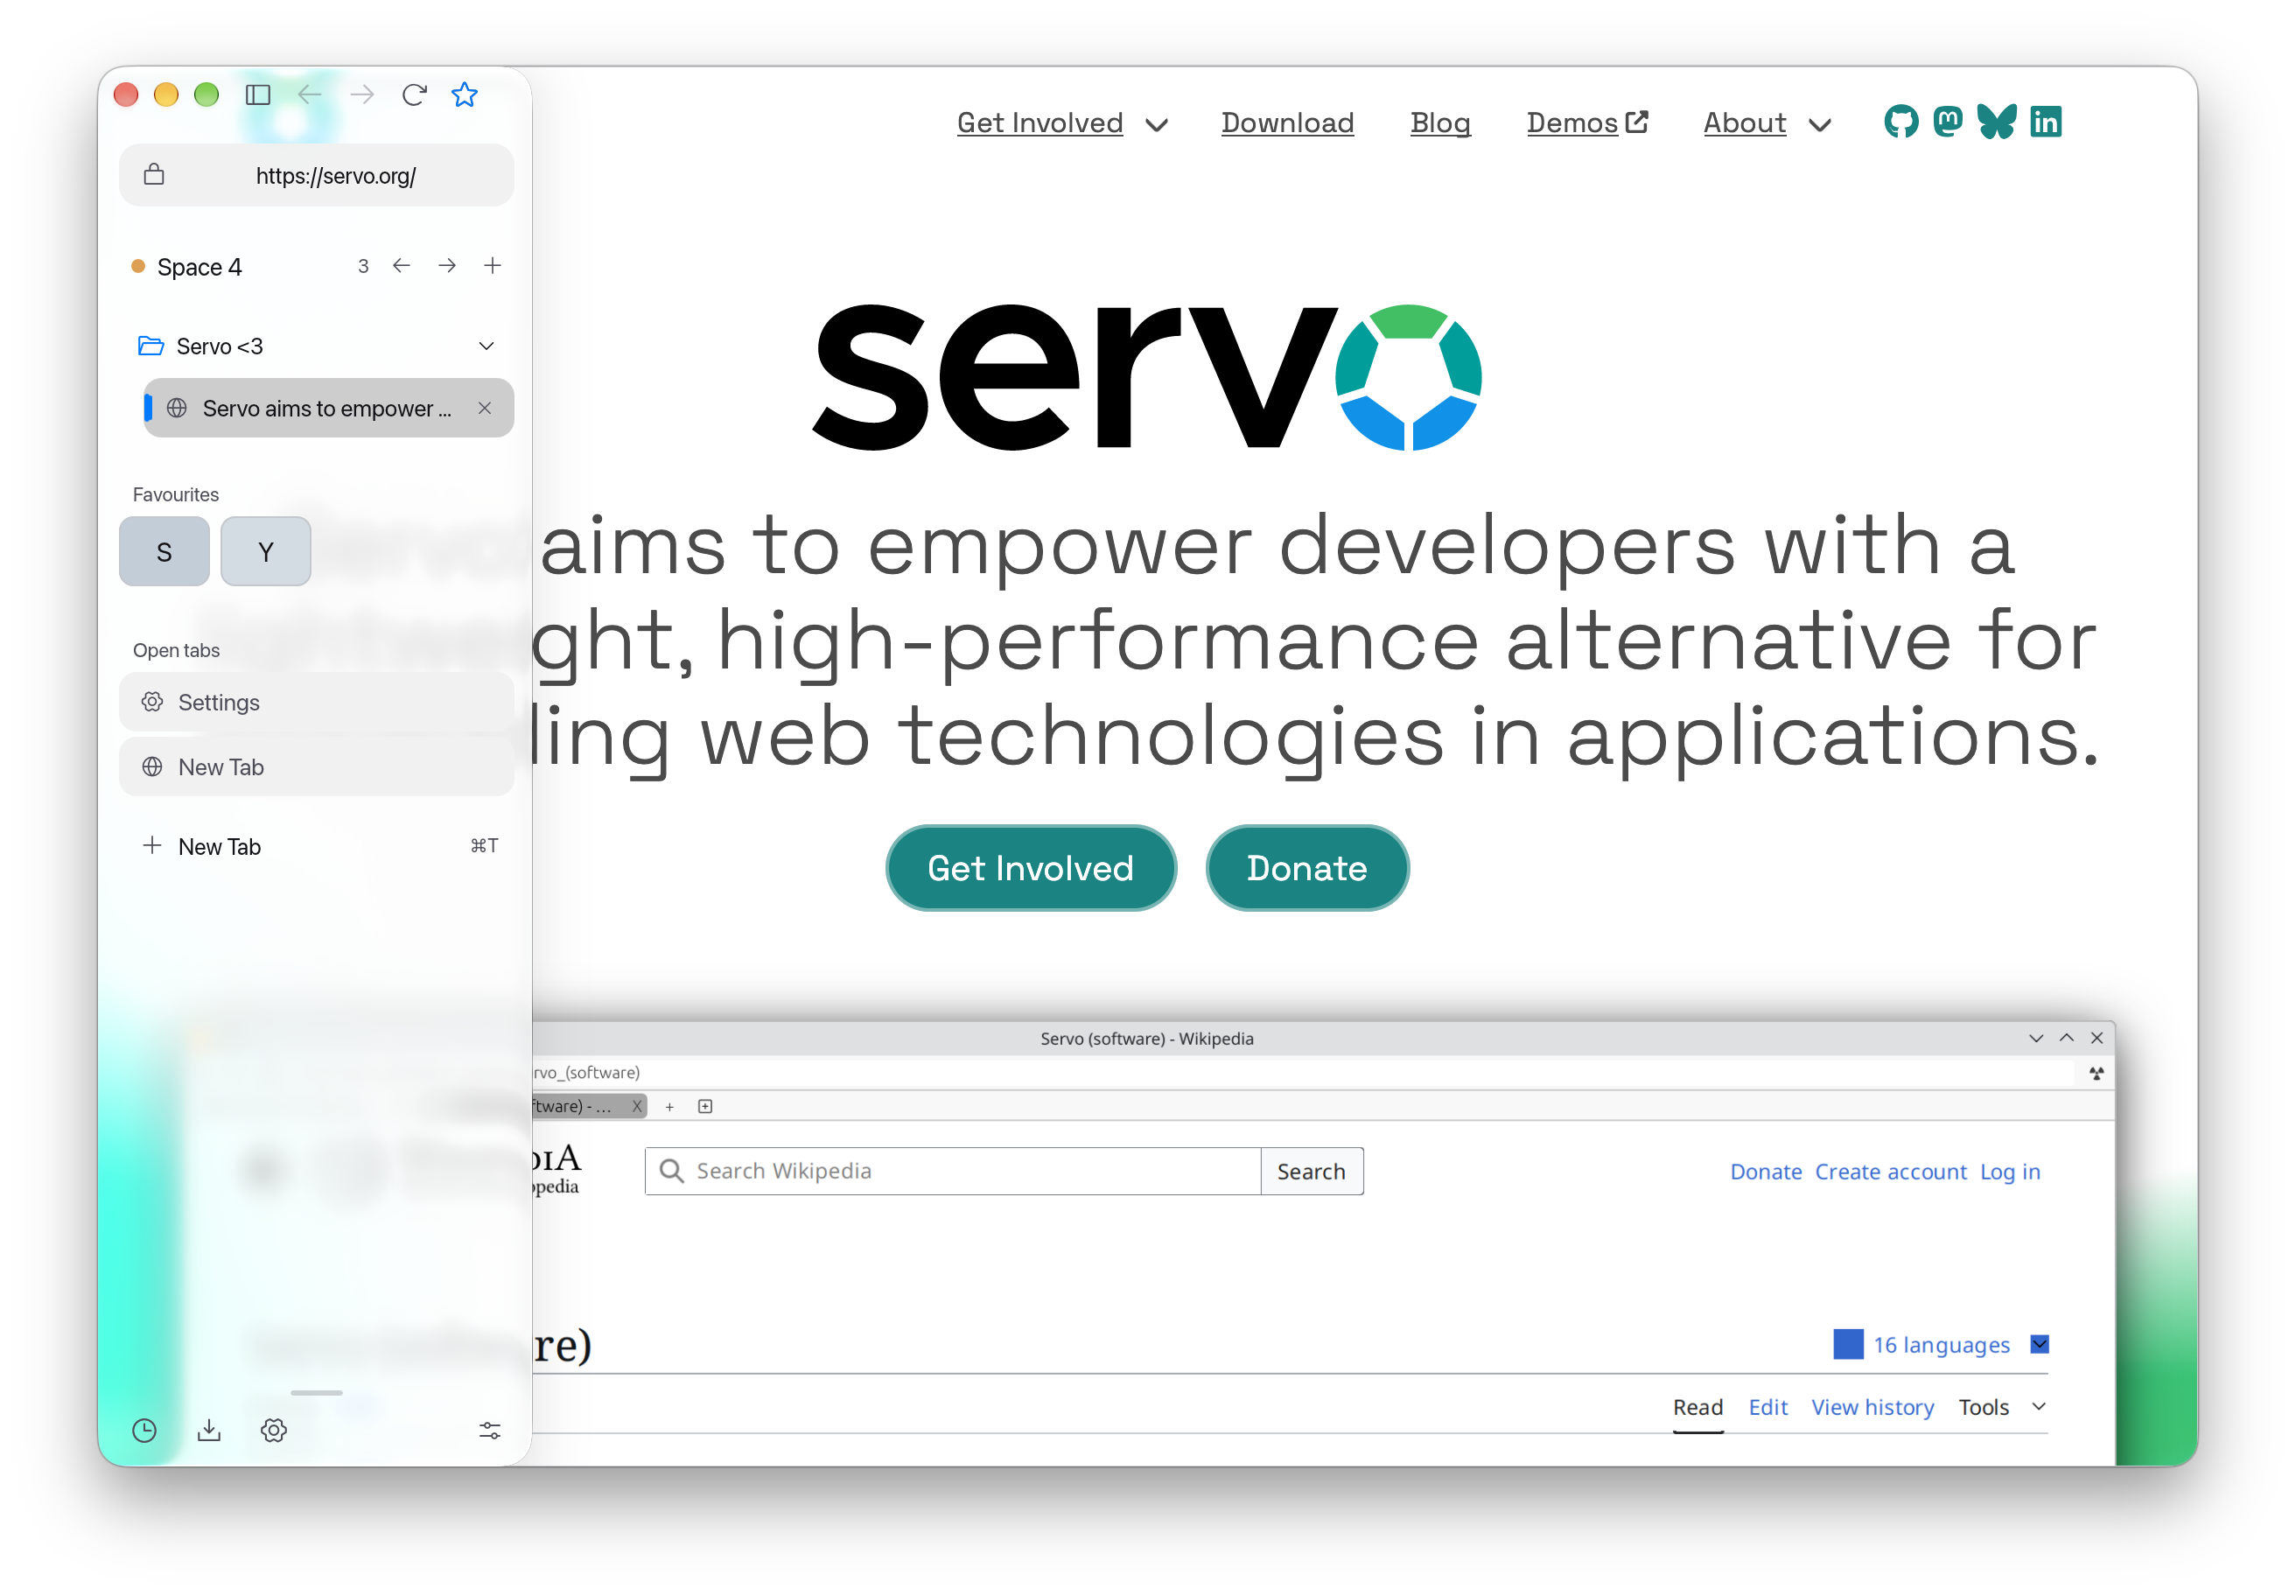 https://servo.org/
Space 4 3
Servo <3
Servo aims to empower ...
Favourites
S Y
Open tabs
Settings
New Tab
New Tab ⌘T
Get Involved Download Blog Demos About
servo
aims to empower developers with a
ght, high-performance alternative for
ding web technologies in applications.
Get Involved Donate
Servo (software) - Wikipedia
rvo_(software)
ftware) - ... X +
DIA
opedia
Search Wikipedia Search
Donate Create account Log in
re)
16 languages
Read Edit View history Tools